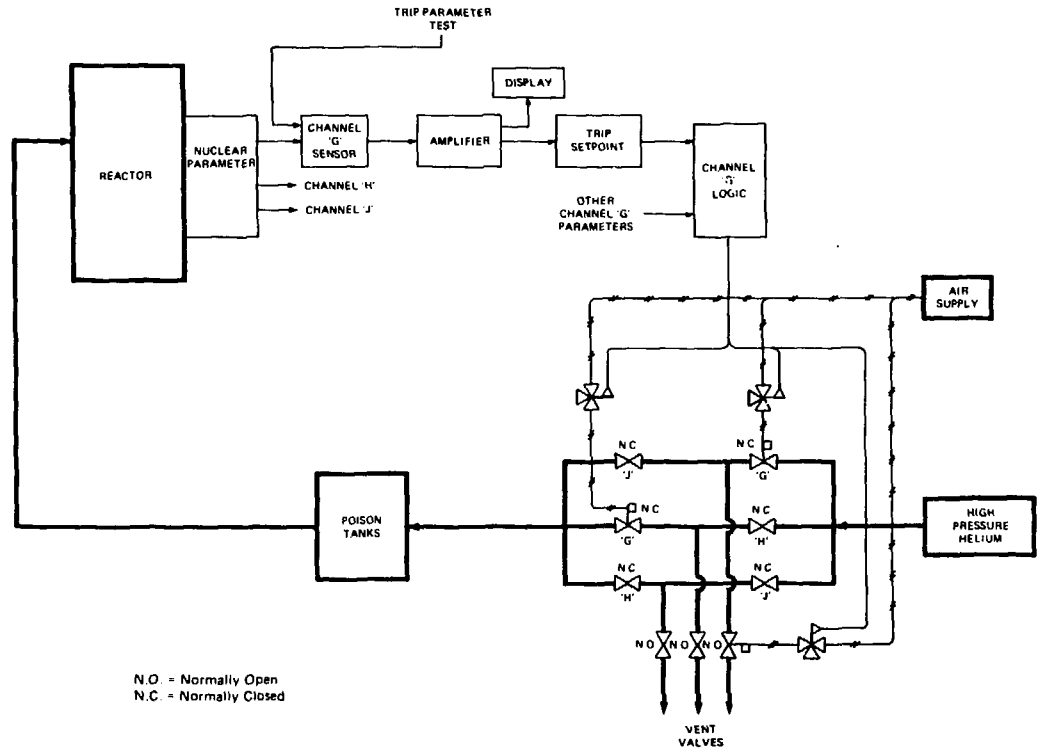 TRIP PARAMETER
TEST
DISPLAY
REACTOR
NUCLEAR
PARAMETER
CHANNEL
'G'
SENSOR
AMPLIFIER
TRIP
SETPOINT
CHANNEL
'G'
LOGIC
CHANNEL 'H'
CHANNEL 'J'
OTHER
CHANNEL 'G'
PARAMETERS
AIR
SUPPLY
N C
'J'
N C
'G'
N C
'G'
N C
'H'
N C
'H'
N C
'J'
POISON
TANKS
HIGH
PRESSURE
HELIUM
N O
N O
N O
N.O. = Normally Open
N.C. = Normally Closed
VENT
VALVES